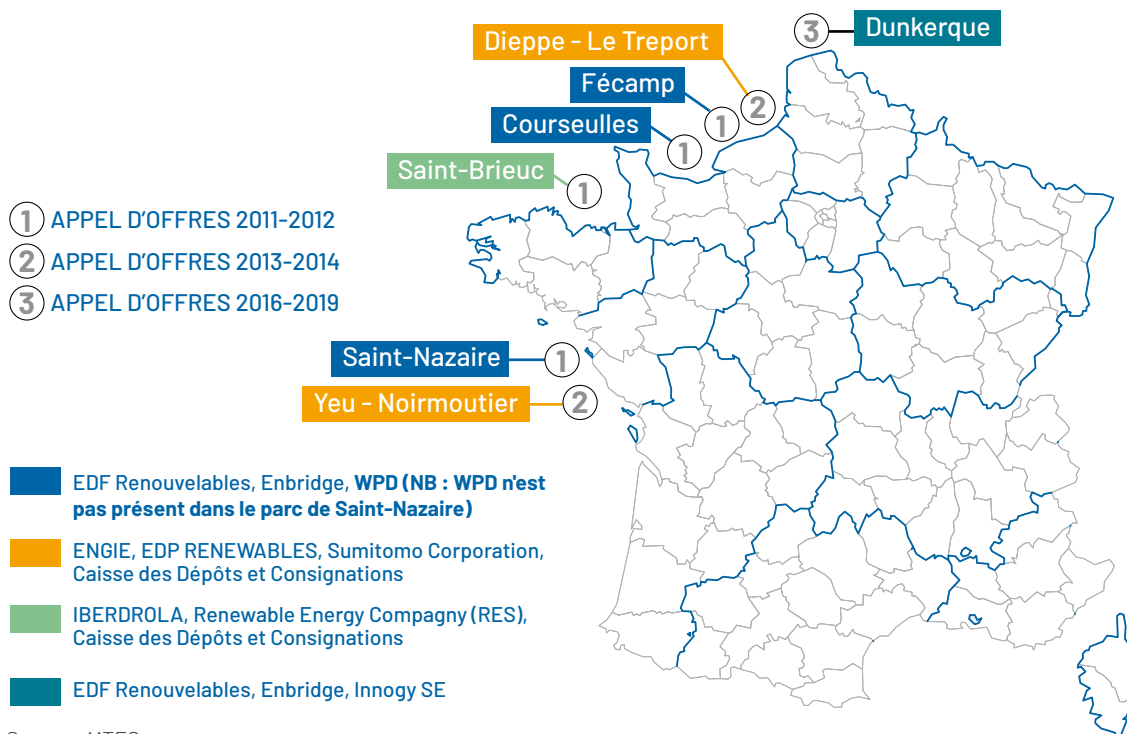 3 Dunkerque
Dieppe - Le Treport
2
Fécamp
1
Courseulles
1
Saint-Brieuc
1
1 APPEL D'OFFRES 2011-2012
2 APPEL D'OFFRES 2013-2014
3 APPEL D'OFFRES 2016-2019
Saint-Nazaire 1
Yeu - Noirmoutier 2
EDF Renouvelables, Enbridge, WPD (NB : WPD n'est
pas présent dans le parc de Saint-Nazaire)
ENGIE, EDP RENEWABLES, Sumitomo Corporation,
Caisse des Dépôts et Consignations
IBERDROLA, Renewable Energy Compagny (RES),
Caisse des Dépôts et Consignations
EDF Renouvelables, Enbridge, Innogy SE